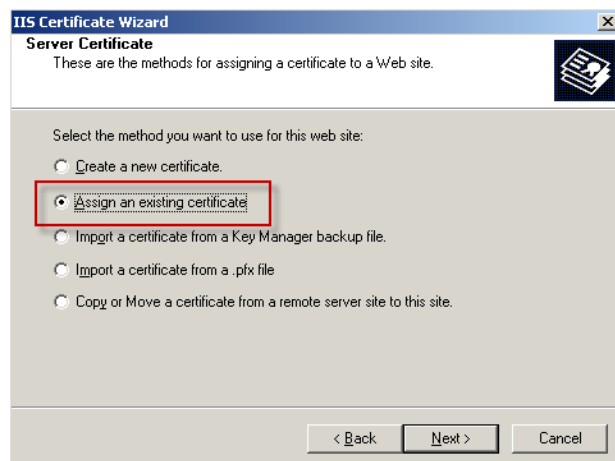 IIS Certificate Wizard
Server Certificate
These are the methods for assigning a certificate to a Web site.
Select the method you want to use for this web site:
Create a new certificate.
Assign an existing certificate
Import a certificate from a Key Manager backup file.
Import a certificate from a .pfx file
Copy or Move a certificate from a remote server site to this site.
< Back Next > Cancel